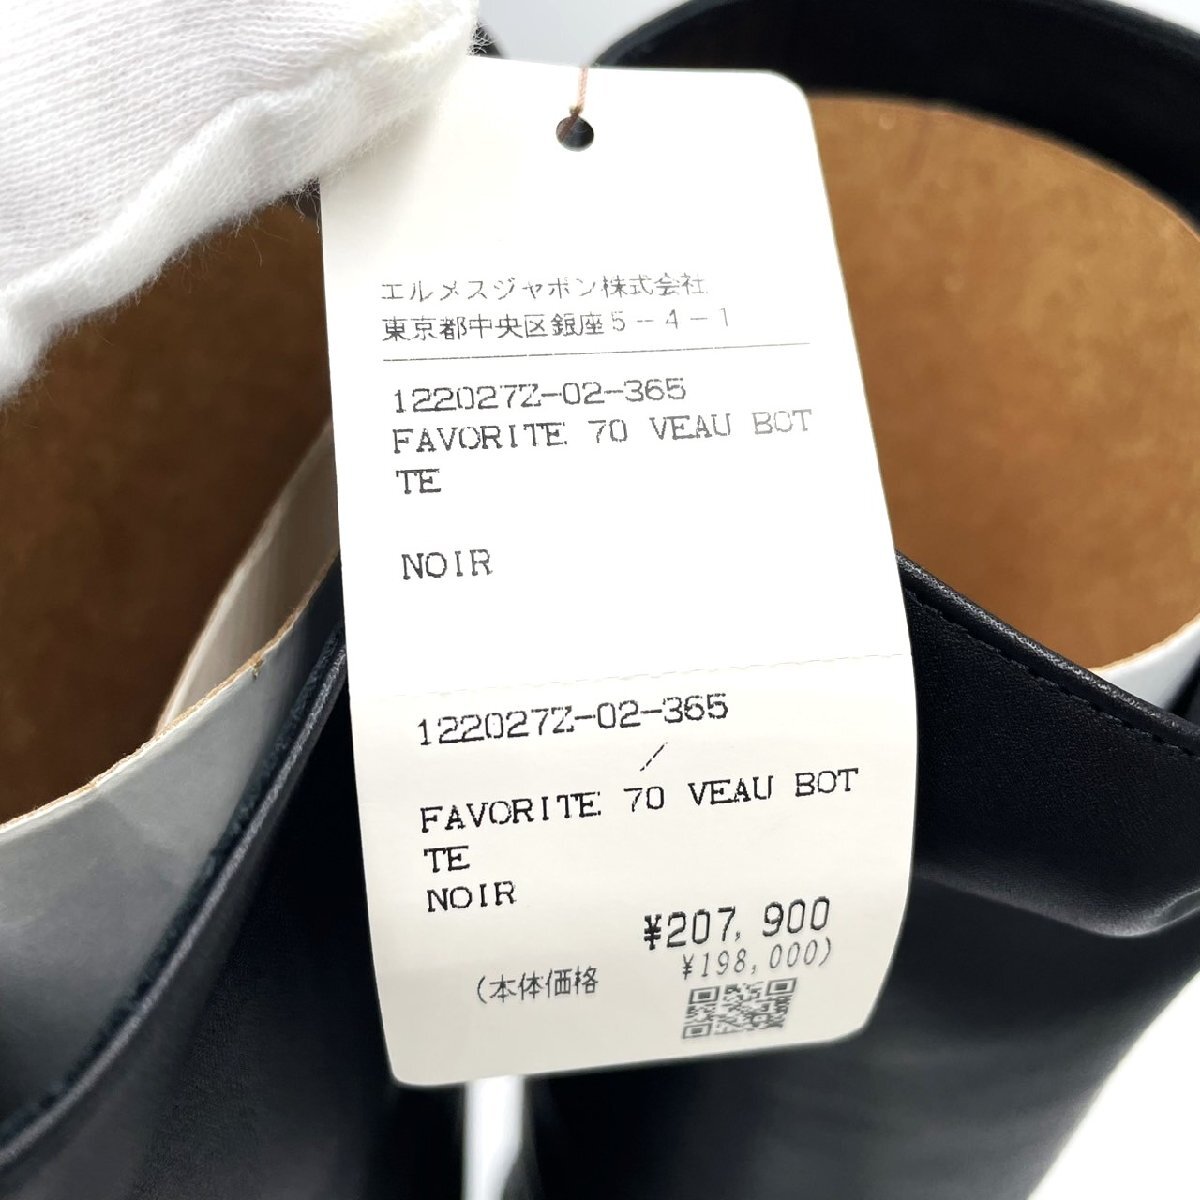 エルメスジャポン株式会社
東京都中央区銀座5-4-1
122027Z-02-365
FAVORITE 70 VEAU BOT
TE
NOIR
122027Z-02-365
/
FAVORITE 70 VEAU BOT
TE
NOIR
¥207,900
(本体価格 ¥198,000)